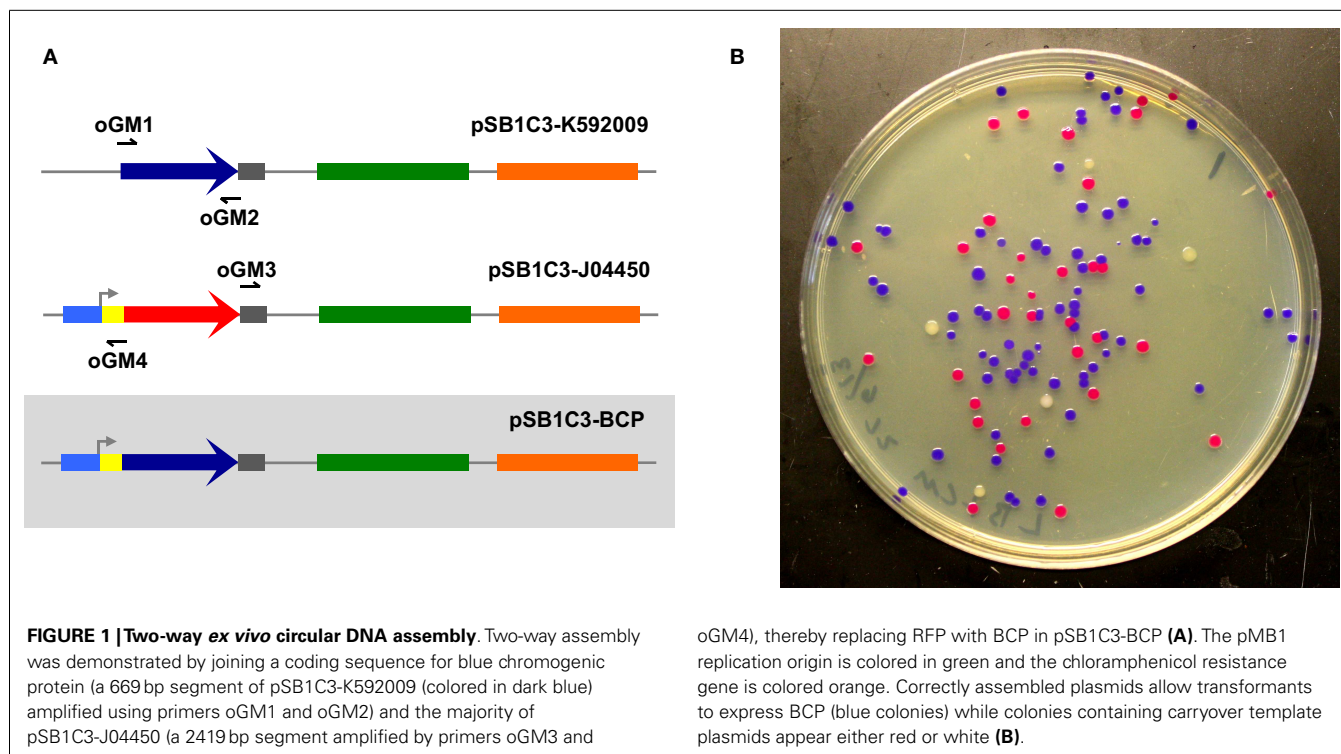 A
oGM1
pSB1C3-K592009
oGM2
oGM3
pSB1C3-J04450
oGM4
pSB1C3-BCP
B
LB-CM
FIGURE 1 | Two-way ex vivo circular DNA assembly. Two-way assembly
was demonstrated by joining a coding sequence for blue chromogenic
protein (a 669 bp segment of pSB1C3-K592009 (colored in dark blue)
amplified using primers oGM1 and oGM2) and the majority of
pSB1C3-J04450 (a 2419 bp segment amplified by primers oGM3 and
oGM4), thereby replacing RFP with BCP in pSB1C3-BCP (A). The pMB1
replication origin is colored in green and the chloramphenicol resistance
gene is colored orange. Correctly assembled plasmids allow transformants
to express BCP (blue colonies) while colonies containing carryover template
plasmids appear either red or white (B).